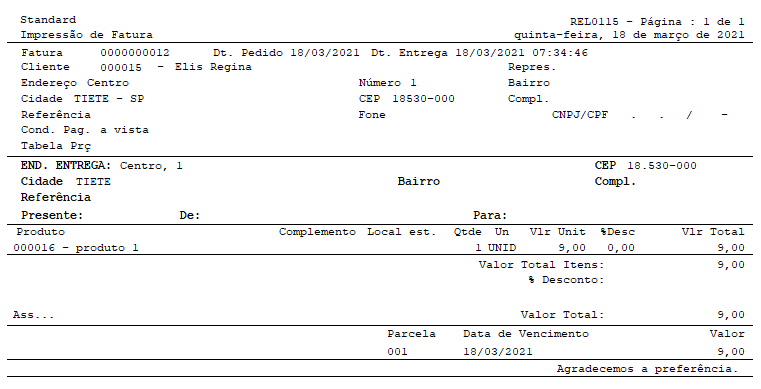 Standard REL0115 - Página : 1 de 1
Impressão de Fatura quinta-feira, 18 de março de 2021
Fatura 0000000012 Dt. Pedido 18/03/2021 Dt. Entrega 18/03/2021 07:34:46
Cliente 000015 - Elis Regina Repres.
Endereço Centro Número 1 Bairro
Cidade TIETE - SP CEP 18530-000 Compl.
Referência Fone CNPJ/CPF . . / -
Cond. Pag. a vista
Tabela Prç
END. ENTREGA: Centro, 1 CEP 18.530-000
Cidade TIETE Bairro Compl.
Referência
Presente: De: Para:
Produto Complemento Local est. Qtde Un Vlr Unit %Desc Vlr Total
000016 - produto 1 1 UNID 9,00 0,00 9,00
Valor Total Itens: 9,00
% Desconto:
Ass... Valor Total: 9,00
Parcela Data de Vencimento Valor
001 18/03/2021 9,00
Agradecemos a preferência.